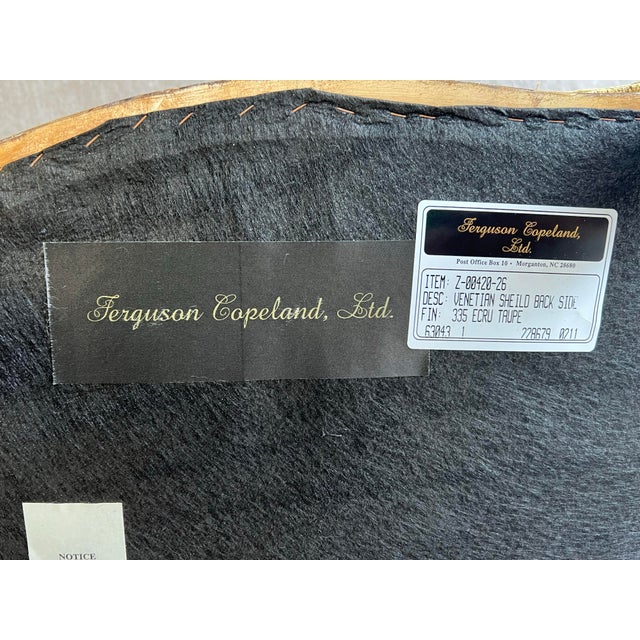 Ferguson Copeland, Ltd.
Ferguson Copeland,
Ltd.
Post Office Box 10 • Morganton, NC 28680
ITEM: Z-00420-26
DESC: VENETIAN SHEILD BACK SIDE
FIN: 335 ECRU TAUPE
63043 1 228679 0211
NOTICE